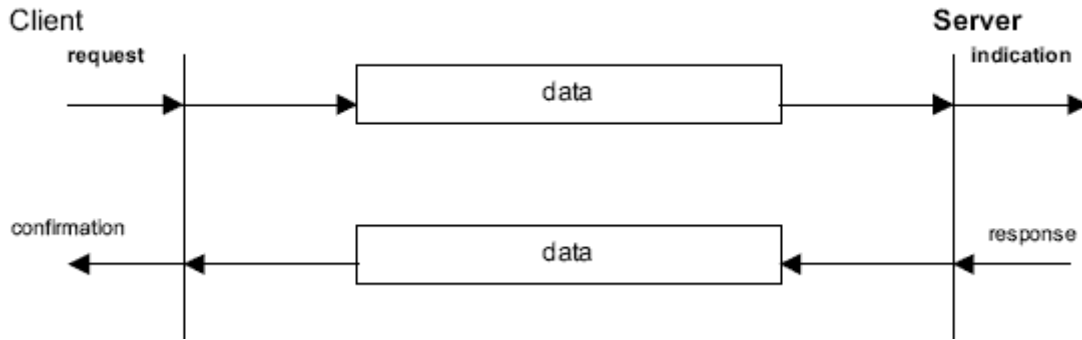 Client
Server
request
indication
data
confirmation
response
data